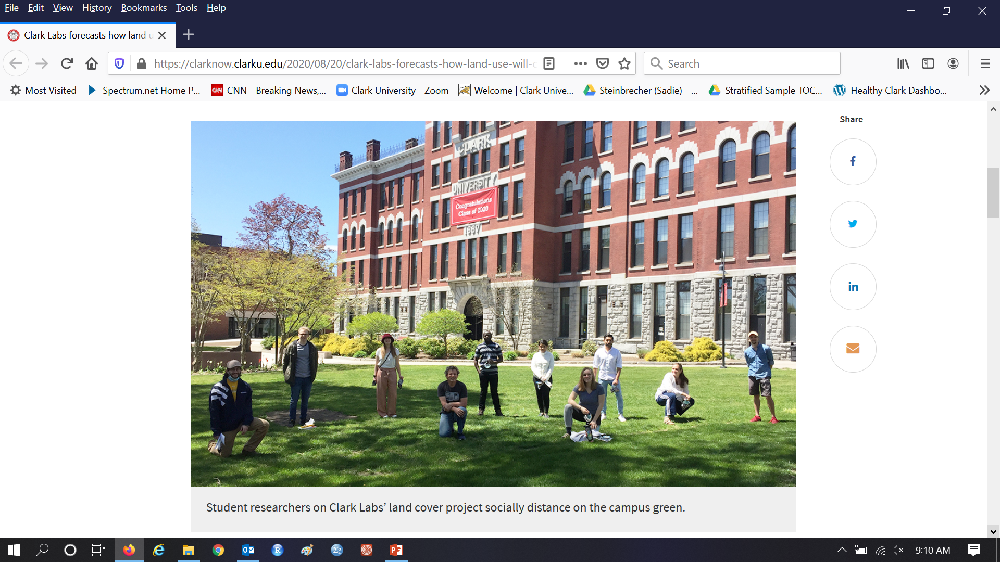 File Edit View History Bookmarks Tools Help
Clark Labs forecasts how land u
https://clarknow.clarku.edu/2020/08/20/clark-labs-forecasts-how-land-use-will-c
Search
Most Visited Spectrum.net Home P... CNN CNN - Breaking News,... Clark University - Zoom Welcome | Clark Unive... Steinbrecher (Sadie) - ... Stratified Sample TOC... Healthy Clark Dashbo...
Share
CLARK
UNIVERSITY
Congratulations
Class of 2020
1887
Student researchers on Clark Labs’ land cover project socially distance on the campus green.
9:10 AM